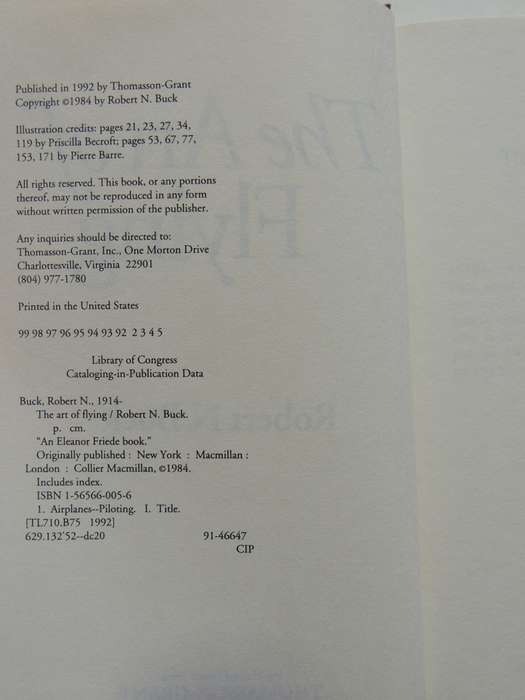 Published in 1992 by Thomasson-Grant
Copyright ©1984 by Robert N. Buck
Illustration credits: pages 21, 23, 27, 34,
119 by Priscilla Becroft; pages 53, 67, 77,
153, 171 by Pierre Barre.
All rights reserved. This book, or any portions
thereof, may not be reproduced in any form
without written permission of the publisher.
Any inquiries should be directed to:
Thomasson-Grant, Inc., One Morton Drive
Charlottesville, Virginia 22901
(804) 977-1780
Printed in the United States
99 98 97 96 95 94 93 92 2 3 4 5
Library of Congress
Cataloging-in-Publication Data
Buck, Robert N., 1914-
The art of flying / Robert N. Buck.
p. cm.
"An Eleanor Friede book."
Originally published : New York : Macmillan :
London : Collier Macmillan, ©1984.
Includes index.
ISBN 1-56566-005-6
1. Airplanes--Piloting. I. Title.
[TL710.B75 1992]
629.132'52--dc20 91-46647
CIP